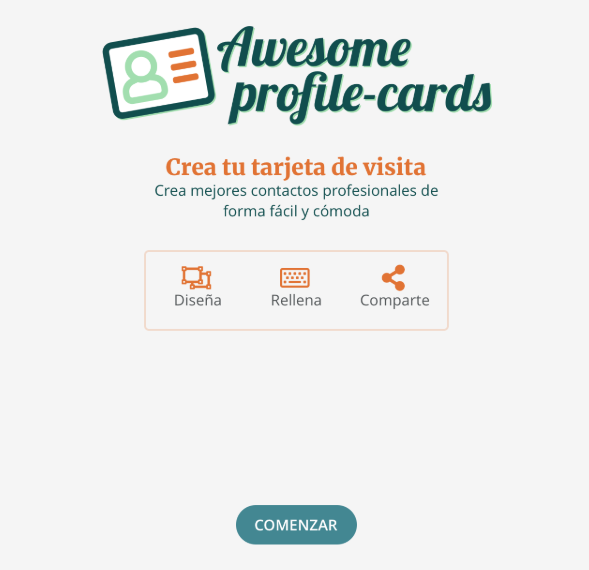 Awesome
profile-cards
Crea tu tarjeta de visita
Crea mejores contactos profesionales de
forma fácil y cómoda
Diseña Rellena Comparte
COMENZAR